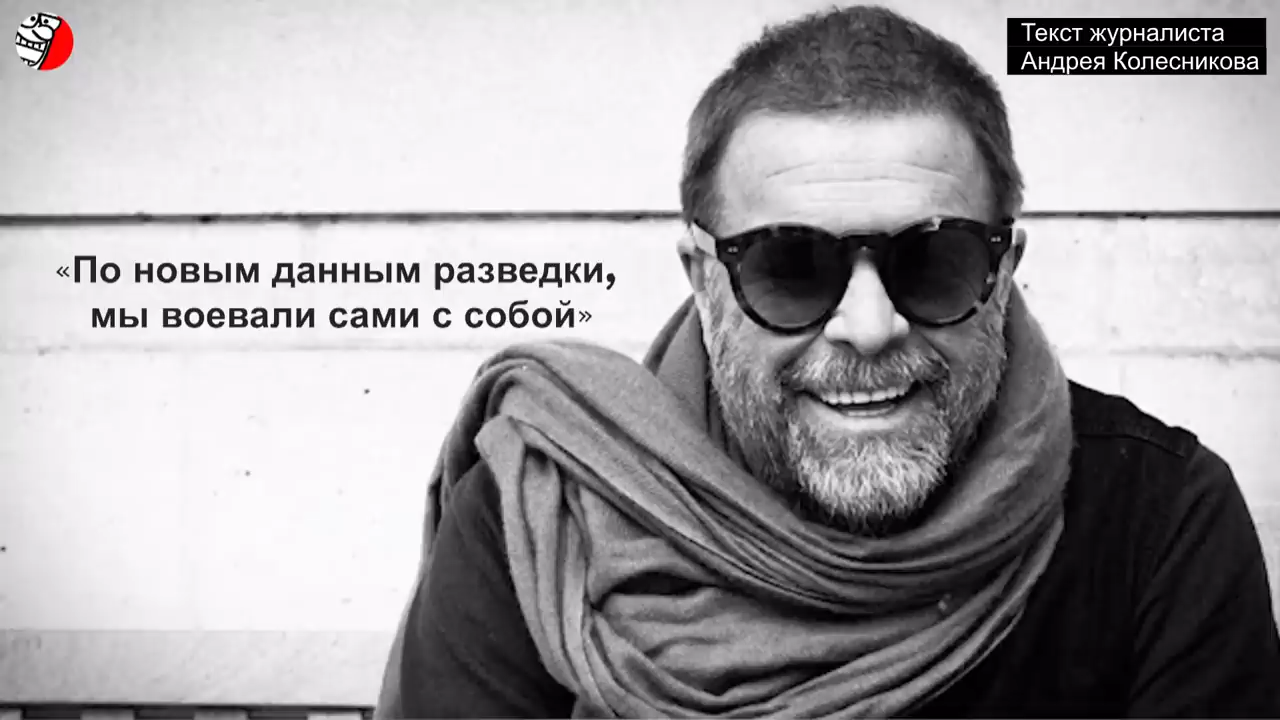 Текст журналиста
Андрея Колесникова
«По новым данным разведки,
мы воевали сами с собой»